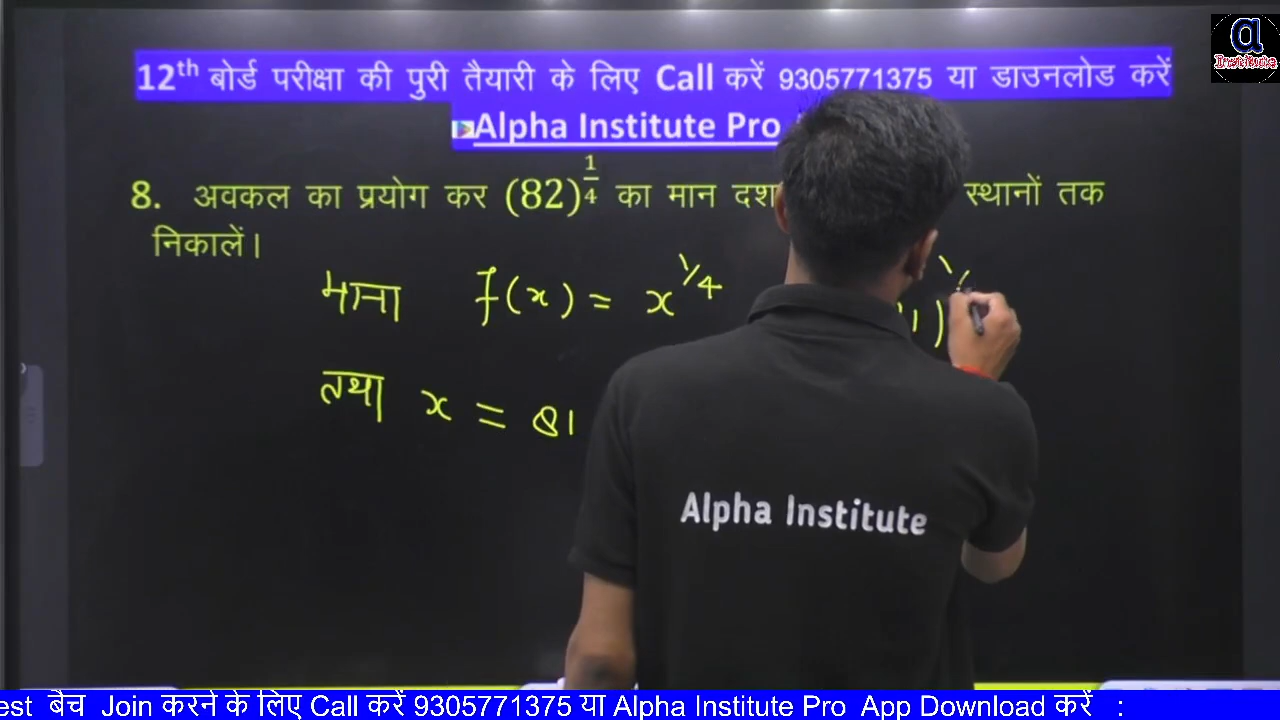 α
Institute
12th बोर्ड परीक्षा की पुरी तैयारी के लिए Call करें 9305771375 या डाउनलोड करें
Alpha Institute Pro
8. अवकल का प्रयोग कर (82)^1/4 का मान दश स्थानों तक
निकालें।
माना f(x) = x^1/4
तथा x = 81
Alpha Institute
est बैच Join करने के लिए Call करें 9305771375 या Alpha Institute Pro App Download करें :